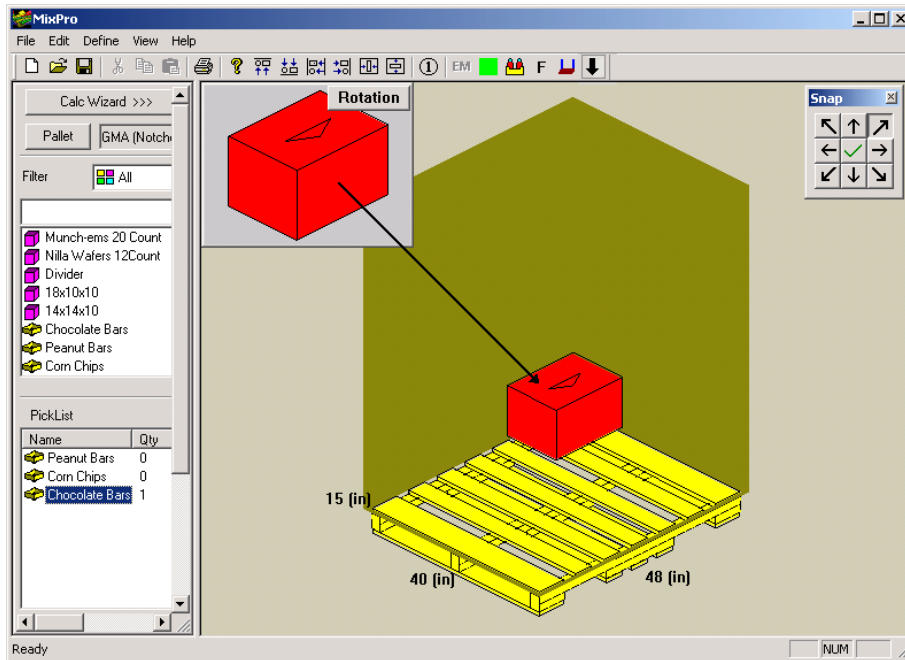 MixPro
File Edit Define View Help
EM F
Calc Wizard >>>
Pallet GMA (Notche
Filter All
Munch-ems 20 Count
Nilla Wafers 12Count
Divider
18x10x10
14x14x10
Chocolate Bars
Peanut Bars
Corn Chips
PickList
Name Qty
Peanut Bars 0
Corn Chips 0
Chocolate Bars 1
Rotation
Snap
15 (in)
40 (in)
48 (in)
Ready NUM